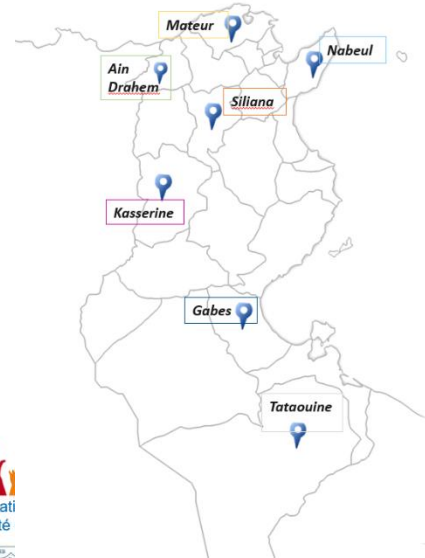 Mateur
Nabeul
Ain
Drahem
Siliana
Kasserine
Gabes
Tataouine